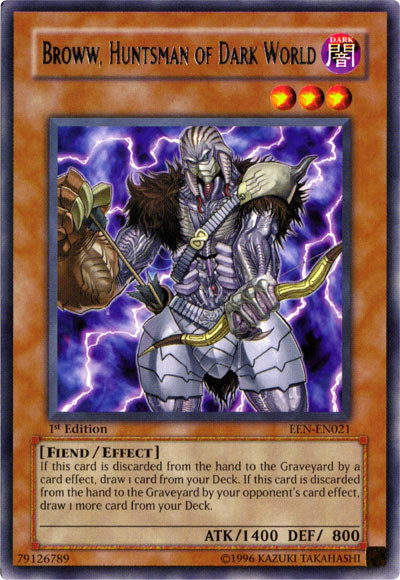 BROWW, HUNTSMAN OF DARK WORLD
DARK
闇
1st Edition
EEN-EN021
[FIEND / EFFECT]
If this card is discarded from the hand to the Graveyard by a
card effect, draw 1 card from your Deck. If this card is discarded
from the hand to the Graveyard by your opponent's card effect,
draw 1 more card from your Deck.
ATK/1400 DEF/ 800
79126789
©1996 KAZUKI TAKAHASHI